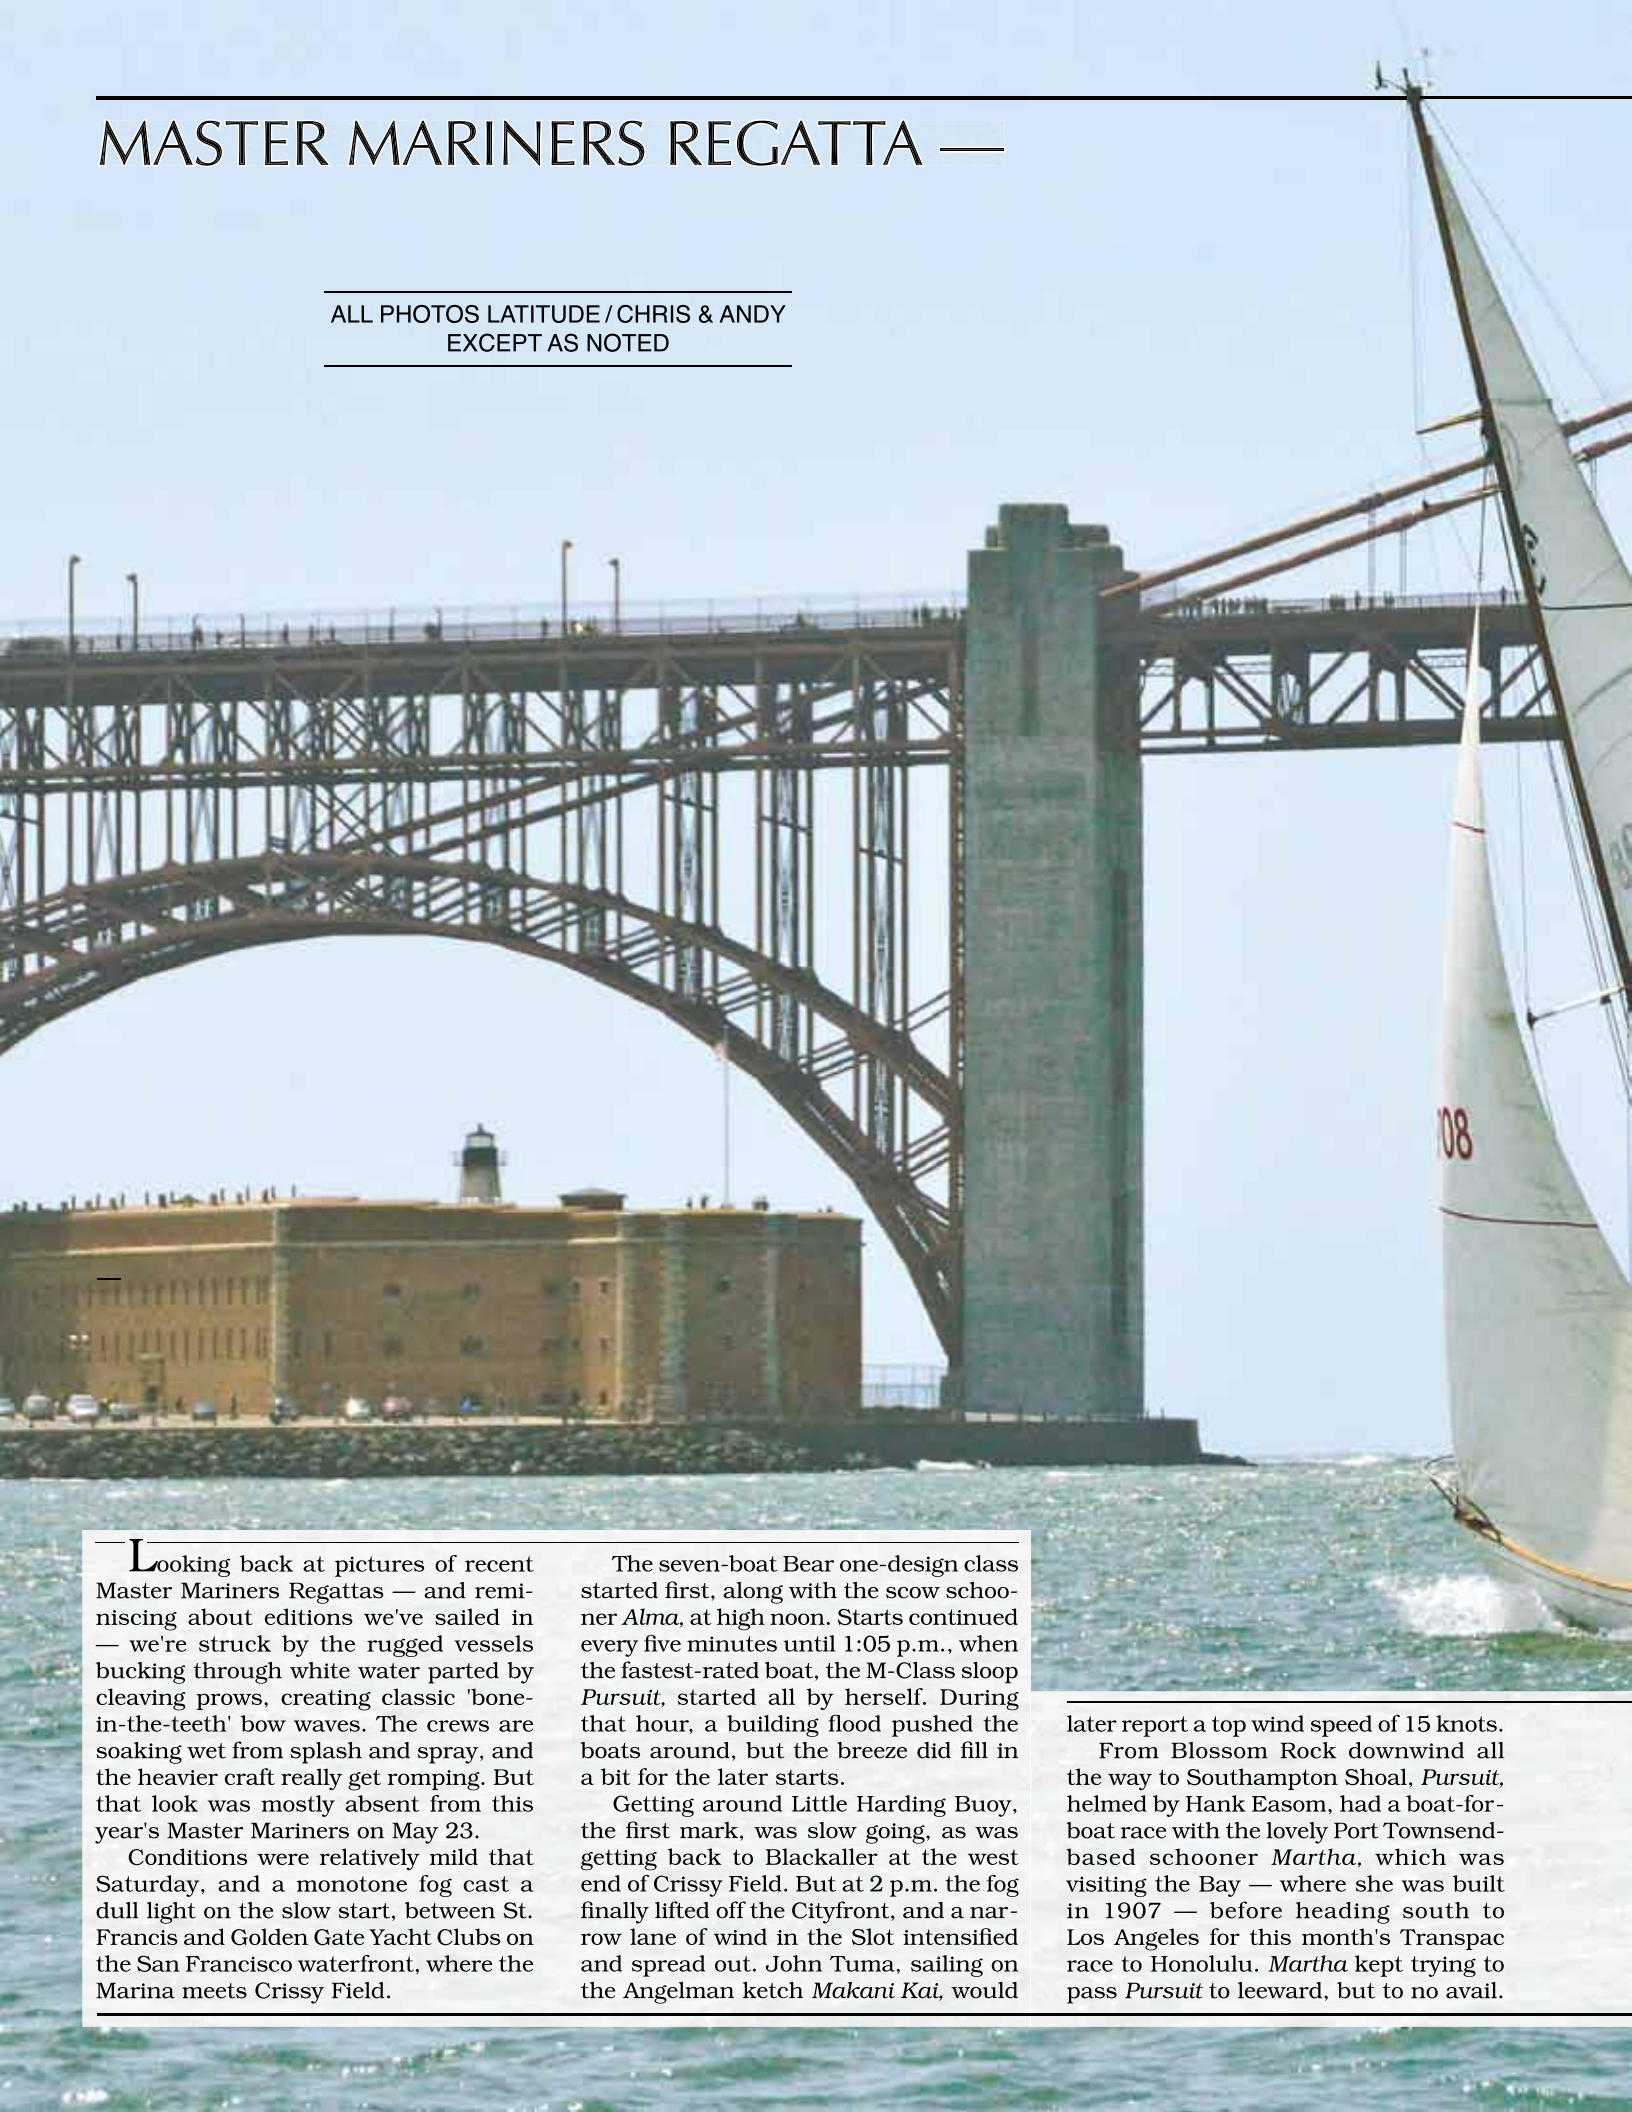 MASTER MARINERS REGATTA —
ALL PHOTOS LATITUDE / CHRIS & ANDY
EXCEPT AS NOTED
08
Looking back at pictures of recent
Master Mariners Regattas — and remi-
niscing about editions we've sailed in
— we're struck by the rugged vessels
bucking through white water parted by
cleaving prows, creating classic 'bone-
in-the-teeth' bow waves. The crews are
soaking wet from splash and spray, and
the heavier craft really get romping. But
that look was mostly absent from this
year's Master Mariners on May 23.
Conditions were relatively mild that
Saturday, and a monotone fog cast a
dull light on the slow start, between St.
Francis and Golden Gate Yacht Clubs on
the San Francisco waterfront, where the
Marina meets Crissy Field.
The seven-boat Bear one-design class
started first, along with the scow schoo-
ner Alma, at high noon. Starts continued
every five minutes until 1:05 p.m., when
the fastest-rated boat, the M-Class sloop
Pursuit, started all by herself. During
that hour, a building flood pushed the
boats around, but the breeze did fill in
a bit for the later starts.
Getting around Little Harding Buoy,
the first mark, was slow going, as was
getting back to Blackaller at the west
end of Crissy Field. But at 2 p.m. the fog
finally lifted off the Cityfront, and a nar-
row lane of wind in the Slot intensified
and spread out. John Tuma, sailing on
the Angelman ketch Makani Kai, would
later report a top wind speed of 15 knots.
From Blossom Rock downwind all
the way to Southampton Shoal, Pursuit,
helmed by Hank Easom, had a boat-for-
boat race with the lovely Port Townsend-
based schooner Martha, which was
visiting the Bay — where she was built
in 1907 — before heading south to
Los Angeles for this month's Transpac
race to Honolulu. Martha kept trying to
pass Pursuit to leeward, but to no avail.